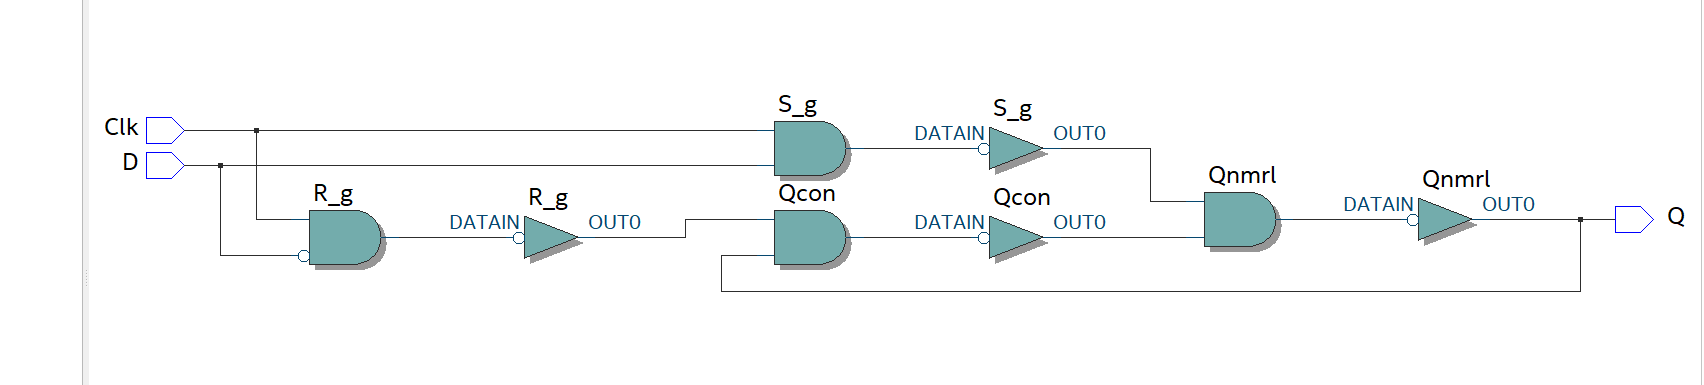 Clk
D
S_g
S_g
DATAIN
OUT0
R_g
R_g
DATAIN
OUT0
Qcon
Qcon
DATAIN
OUT0
Qnmrl
Qnmrl
DATAIN
OUT0
Q